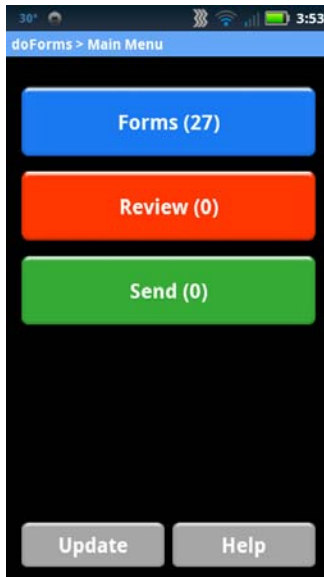 30° 3:53
doForms > Main Menu
Forms (27)
Review (0)
Send (0)
Update Help